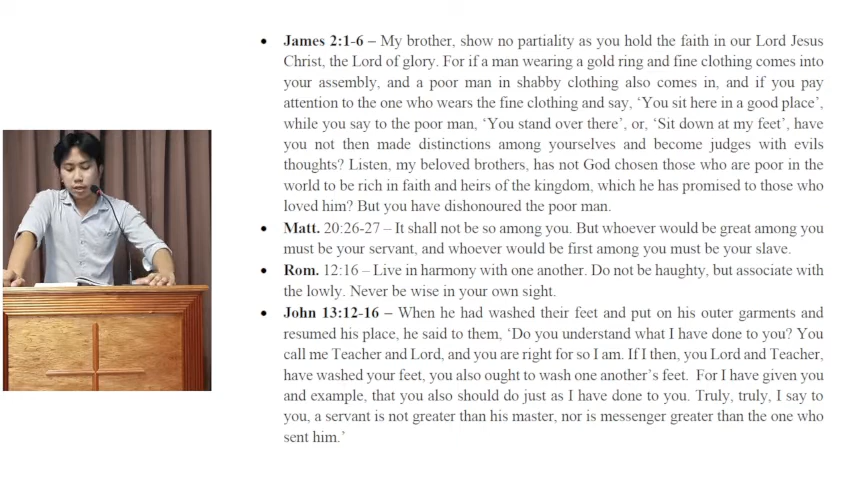 • James 2:1-6 – My brother, show no partiality as you hold the faith in our Lord Jesus
Christ, the Lord of glory. For if a man wearing a gold ring and fine clothing comes into
your assembly, and a poor man in shabby clothing also comes in, and if you pay
attention to the one who wears the fine clothing and say, ‘You sit here in a good place’,
while you say to the poor man, ‘You stand over there’, or, ‘Sit down at my feet’, have
you not then made distinctions among yourselves and become judges with evils
thoughts? Listen, my beloved brothers, has not God chosen those who are poor in the
world to be rich in faith and heirs of the kingdom, which he has promised to those who
loved him? But you have dishonoured the poor man.
• Matt. 20:26-27 – It shall not be so among you. But whoever would be great among you
must be your servant, and whoever would be first among you must be your slave.
• Rom. 12:16 – Live in harmony with one another. Do not be haughty, but associate with
the lowly. Never be wise in your own sight.
• John 13:12-16 – When he had washed their feet and put on his outer garments and
resumed his place, he said to them, ‘Do you understand what I have done to you? You
call me Teacher and Lord, and you are right for so I am. If I then, you Lord and Teacher,
have washed your feet, you also ought to wash one another’s feet. For I have given you
and example, that you also should do just as I have done to you. Truly, truly, I say to
you, a servant is not greater than his master, nor is messenger greater than the one who
sent him.’